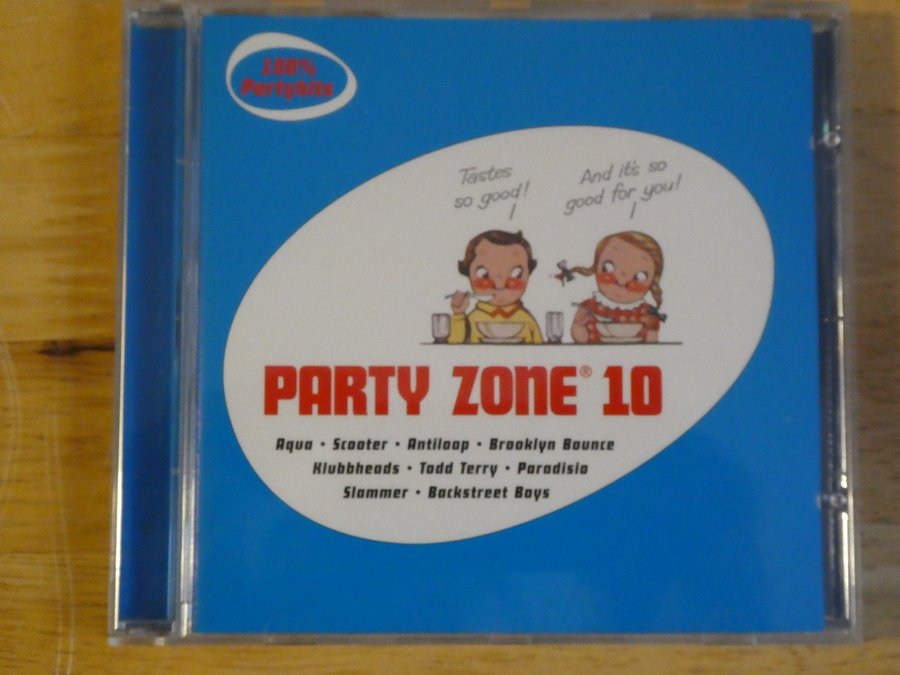 100%
Partyhits
Tastes
so good!
And it's so
good for you!
PARTY ZONE® 10
Aqua • Scooter • Antiloop • Brooklyn Bounce
Klubbheads • Todd Terry • Paradisio
Slammer • Backstreet Boys